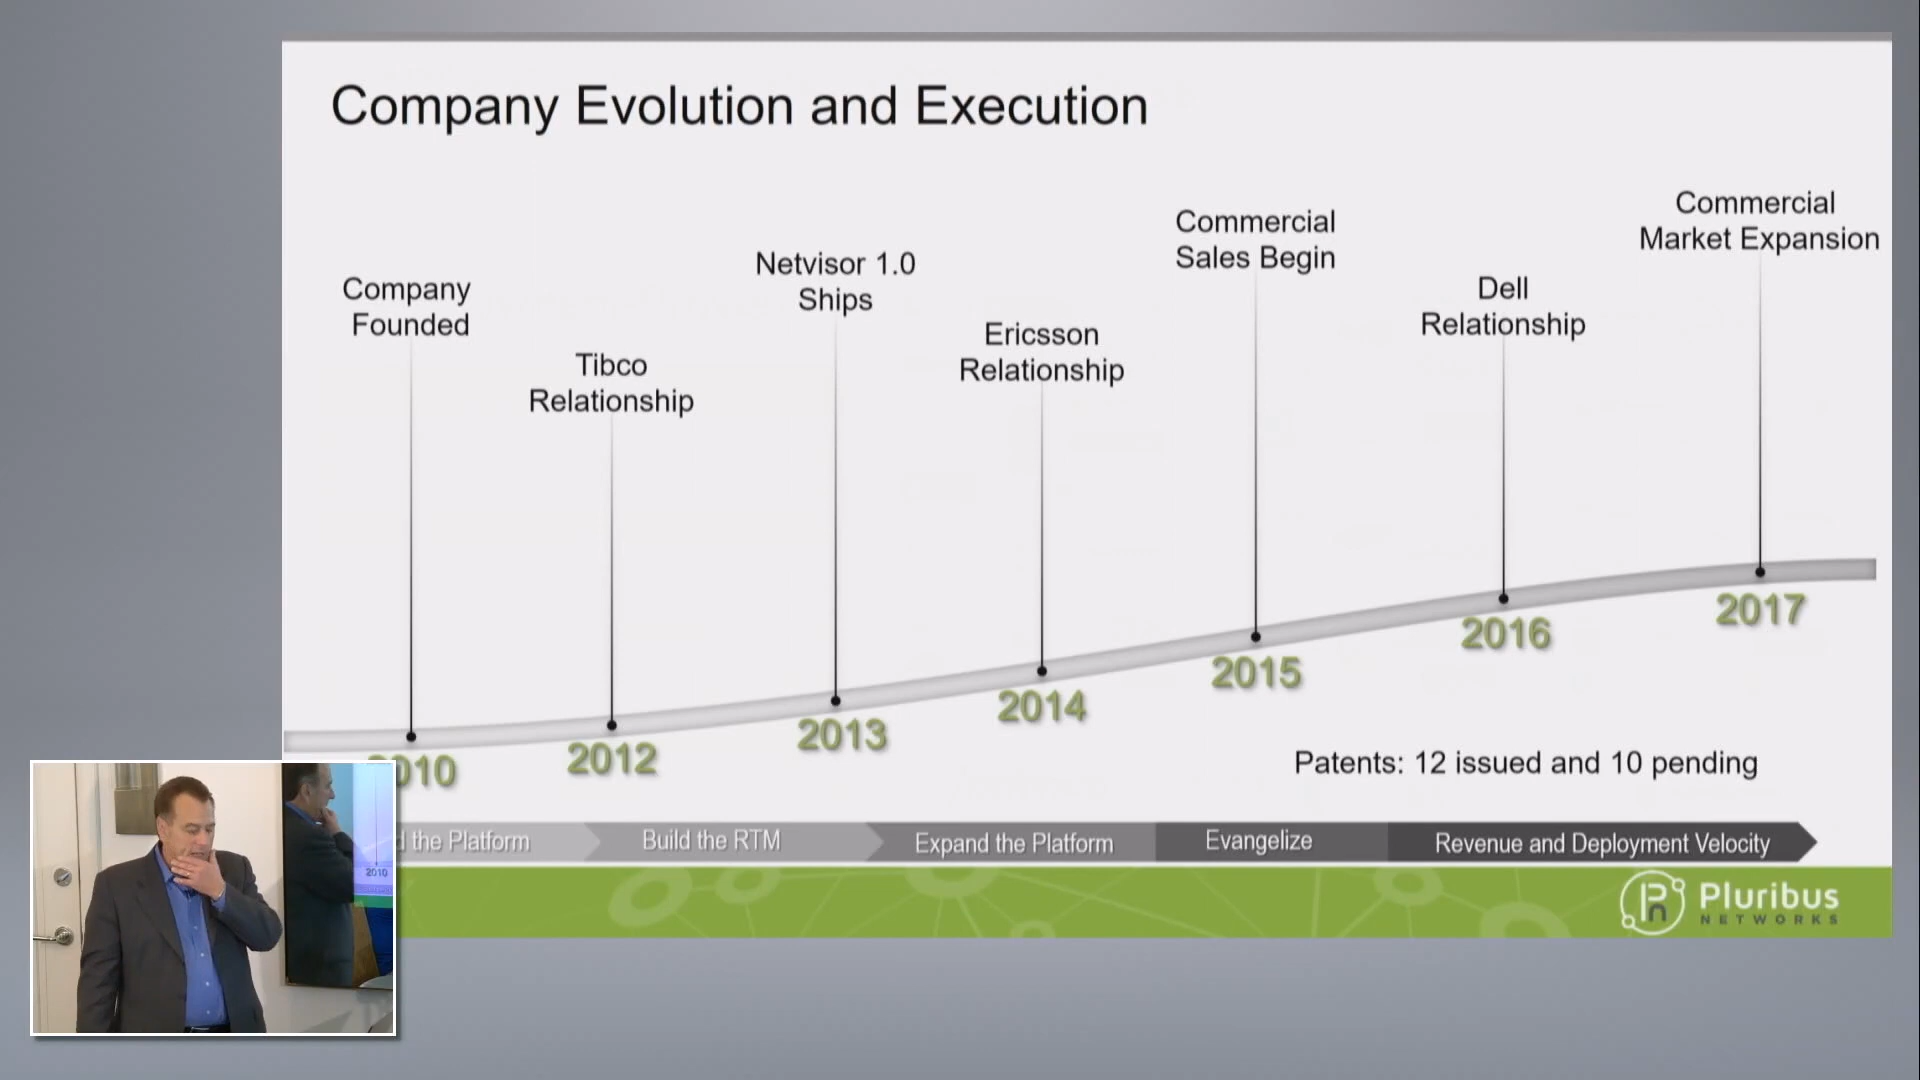 Company Evolution and Execution
Company
Founded
Tibco
Relationship
Netvisor 1.0
Ships
Ericsson
Relationship
Commercial
Sales Begin
Dell
Relationship
Commercial
Market Expansion
010
2012
2013
2014
2015
2016
2017
Patents: 12 issued and 10 pending
d the Platform
Build the RTM
Expand the Platform
Evangelize
Revenue and Deployment Velocity
Pluribus
NETWORKS
2010